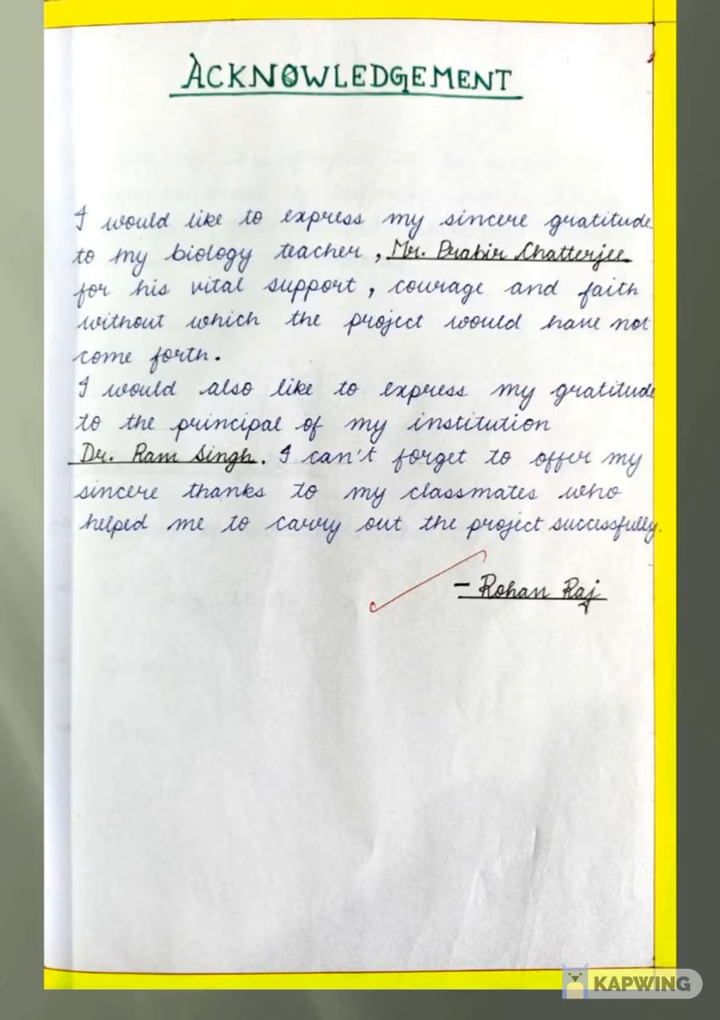 ACKNOWLEDGEMENT
I would like to express my sincere gratitude
to my biology teacher, Mr. Prabir Chatterjee
for his vital support, courage and faith
without which the project would have not
come forth.
I would also like to express my gratitude
to the principal of my institution
Dr. Ram Singh. I can't forget to offer my
sincere thanks to my classmates who
helped me to carry out the project successfully.
- Rohan Raj
KAPWING